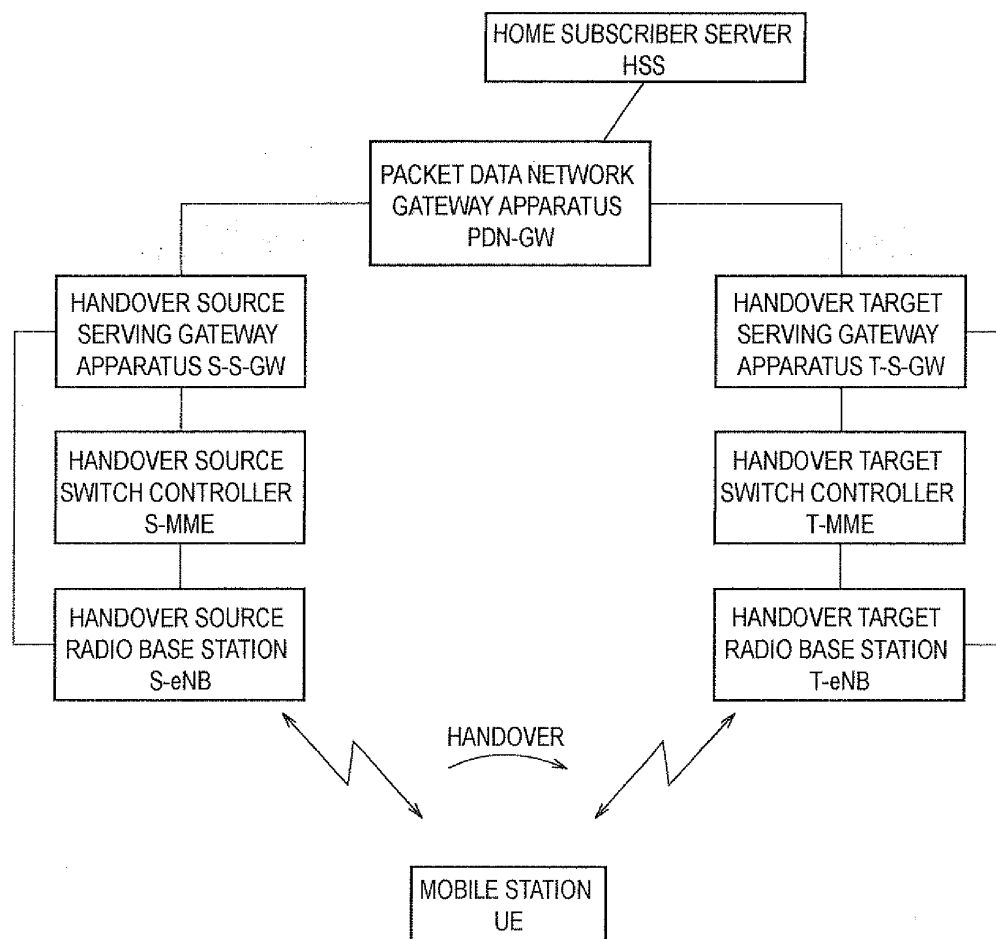 HOME SUBSCRIBER SERVER
HSS
PACKET DATA NETWORK
GATEWAY APPARATUS
PDN-GW
HANDOVER SOURCE
SERVING GATEWAY
APPARATUS S-S-GW
HANDOVER TARGET
SERVING GATEWAY
APPARATUS T-S-GW
HANDOVER SOURCE
SWITCH CONTROLLER
S-MME
HANDOVER TARGET
SWITCH CONTROLLER
T-MME
HANDOVER SOURCE
RADIO BASE STATION
S-eNB
HANDOVER TARGET
RADIO BASE STATION
T-eNB
HANDOVER
MOBILE STATION
UE